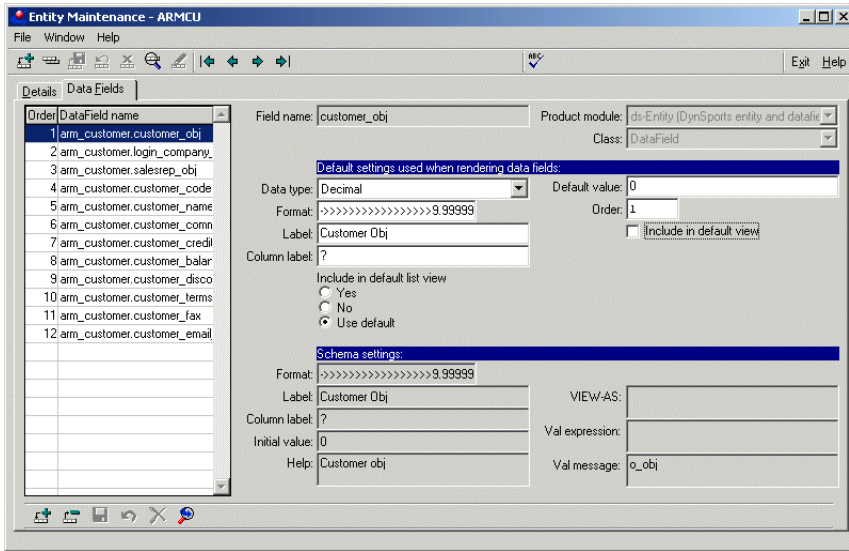 Entity Maintenance - ARMCU
File Window Help
ABC
Exit Help
Details Data Fields
Order DataField name
1 arm_customer.customer_obj
2 arm_customer.login_company_
3 arm_customer.salesrep_obj
4 arm_customer.customer_code
5 arm_customer.customer_name
6 arm_customer.customer_comm
7 arm_customer.customer_credit
8 arm_customer.customer_balar
9 arm_customer.customer_disco
10 arm_customer.customer_terms
11 arm_customer.customer_fax
12 arm_customer.customer_email
Field name: customer_obj
Product module: ds-Entity (DynSports entity and datafie
Class: DataField
Default settings used when rendering data fields:
Data type: Decimal
Default value: 0
Format: ->>>>>>>>>>>>>>>>>9.99999
Order: 1
Label: Customer Obj
Include in default view
Column label: ?
Include in default list view
Yes
No
Use default
Schema settings:
Format: ->>>>>>>>>>>>>>>>>9.99999
Label: Customer Obj
VIEW-AS:
Column label: ?
Val expression:
Initial value: 0
Help: Customer obj
Val message: o_obj